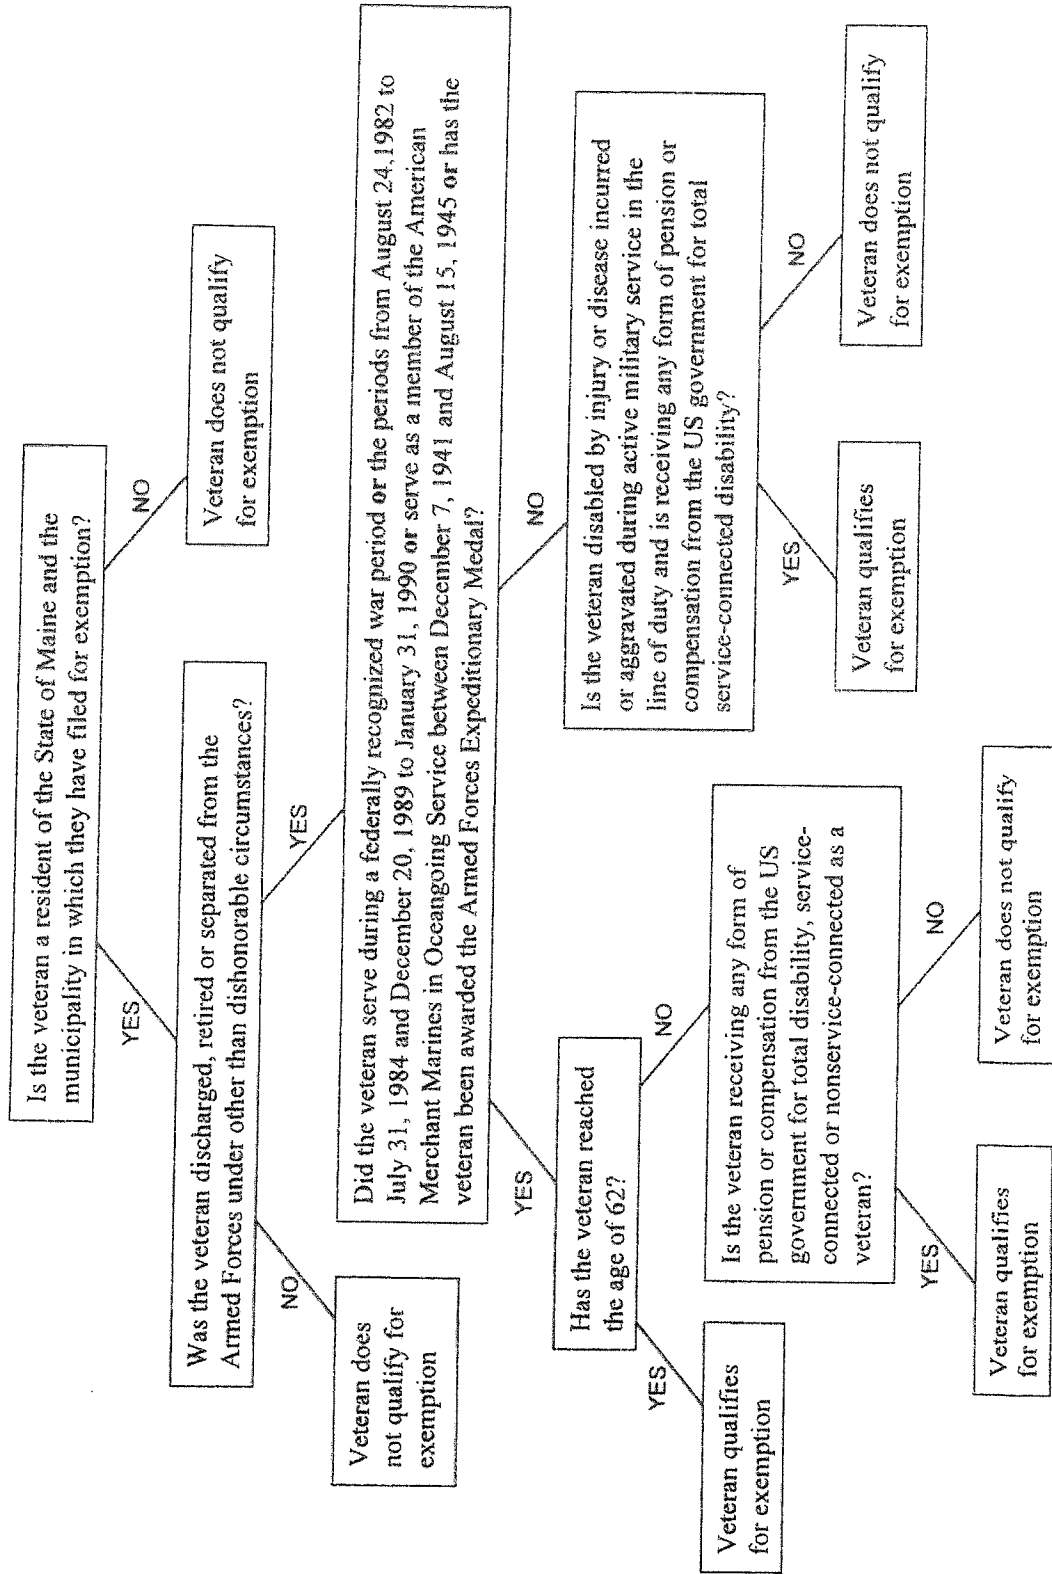 Is the veteran a resident of the State of Maine and the
municipality in which they have filed for exemption?
YES
NO
Was the veteran discharged, retired or separated from the
Armed Forces under other than dishonorable circumstances?
Veteran does not qualify
for exemption
NO
YES
Veteran does
not qualify for
exemption
Did the veteran serve during a federally recognized war period or the periods from August 24,1982 to
July 31, 1984 and December 20, 1989 to January 31, 1990 or serve as a member of the American
Merchant Marines in Oceangoing Service between December 7, 1941 and August 15, 1945 or has the
veteran been awarded the Armed Forces Expeditionary Medal?
YES
NO
Has the veteran reached
the age of 62?
Is the veteran disabled by injury or disease incurred
or aggravated during active military service in the
line of duty and is receiving any form of pension or
compensation from the US government for total
service-connected disability?
YES
NO
YES
NO
Veteran qualifies
for exemption
Is the veteran receiving any form of
pension or compensation from the US
government for total disability, service-
connected or nonservice-connected as a
veteran?
Veteran qualifies
for exemption
Veteran does not qualify
for exemption
YES
NO
Veteran qualifies
for exemption
Veteran does not qualify
for exemption